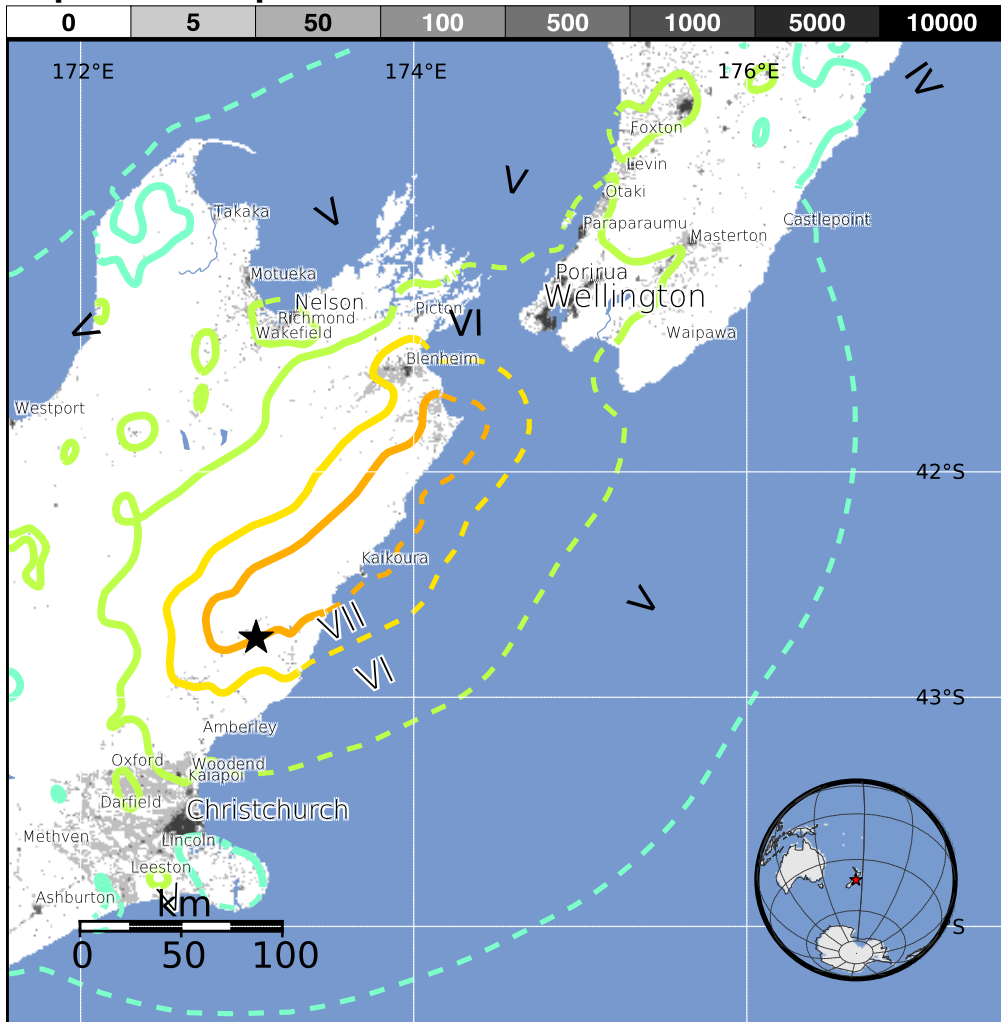 0 5 50 100 500 1000 5000 10000
172°E 174°E 176°E
IV
Foxton
Levin
V
Otaki
Takaka
V
Paraparaumu
Castlepoint
Masterton
Motueka
Porirua
Nelson
Wellington
Picton
Richmond
VI
V
Wakefield
Waipawa
Blenheim
Westport
42°S
Kaikoura
V
VII
VI
43°S
Amberley
Oxford
Woodend
Kaiapoi
Darfield
Christchurch
Methven
Lincoln
Leeston
Ashburton
km
0 50 100